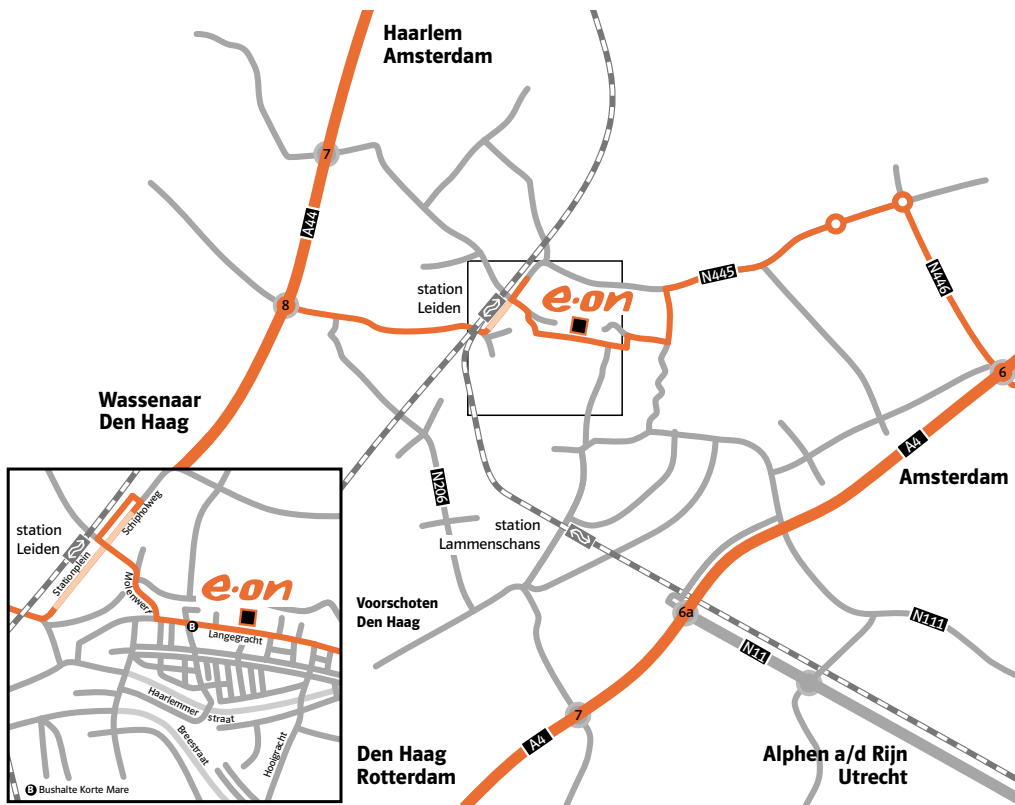 Haarlem
Amsterdam
7
A44
N445
N446
station
Leiden
e·on
8
6
Wassenaar
Den Haag
A4
Amsterdam
N206
station
Lammenschans
Voorschoten
Den Haag
6a
N111
N11
7
A4
Den Haag
Rotterdam
Alphen a/d Rijn
Utrecht
station
Leiden
Schipholweg
Stationplein
Molenwerf
e·on
B
Langegracht
Haarlemmer
straat
Breestraat
Hooigracht
B Bushalte Korte Mare